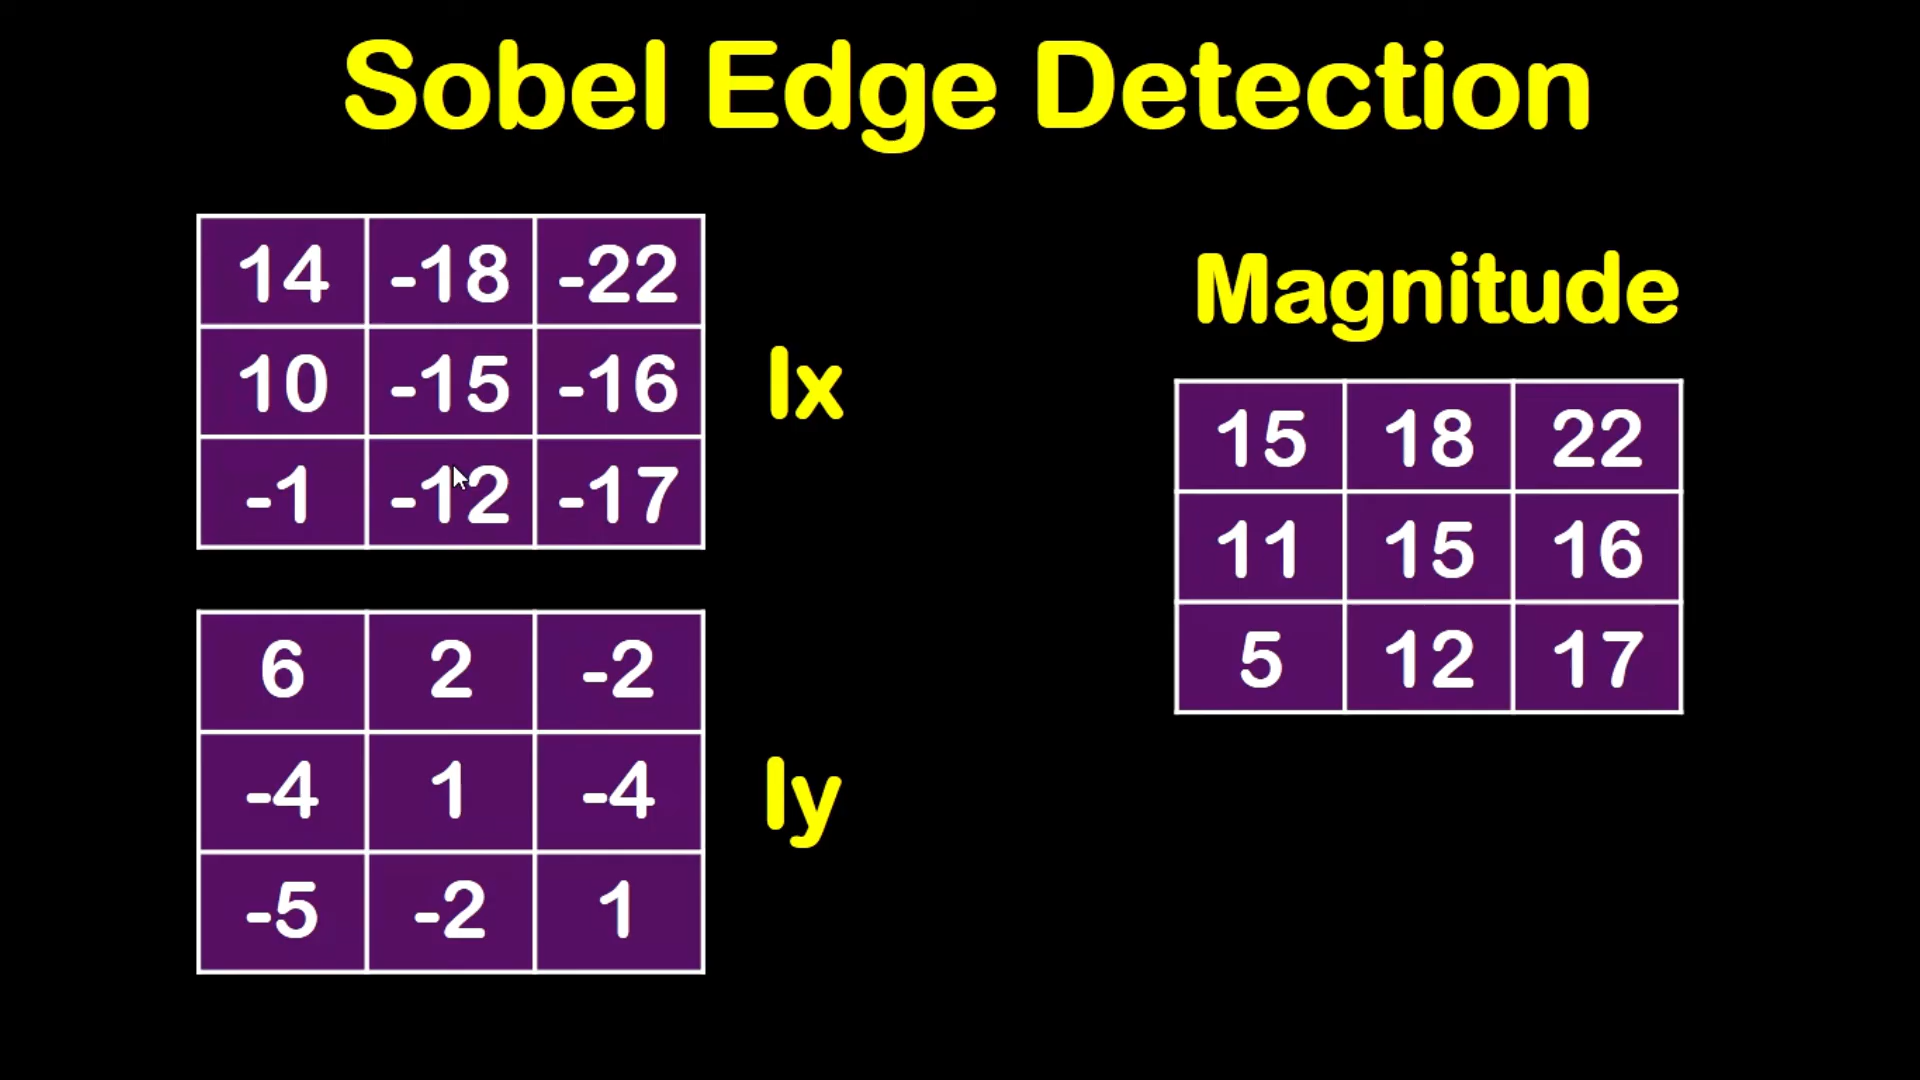 Sobel Edge Detection
14 -18 -22
10 -15 -16
-1 -12 -17
Ix
6 2 -2
-4 1 -4
-5 -2 1
Iy
Magnitude
15 18 22
11 15 16
5 12 17